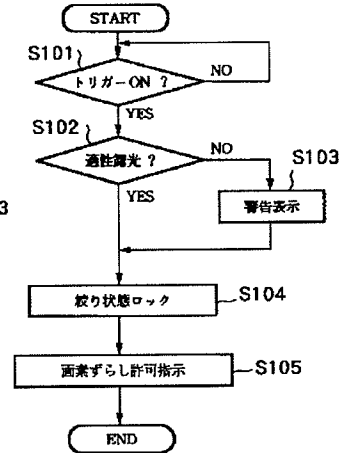 START
S101
トリガーON ?
NO
YES
S102
適性露光 ?
NO
S103
YES
警告表示
3
絞り状態ロック
S104
画素ずらし許可指示
S105
END